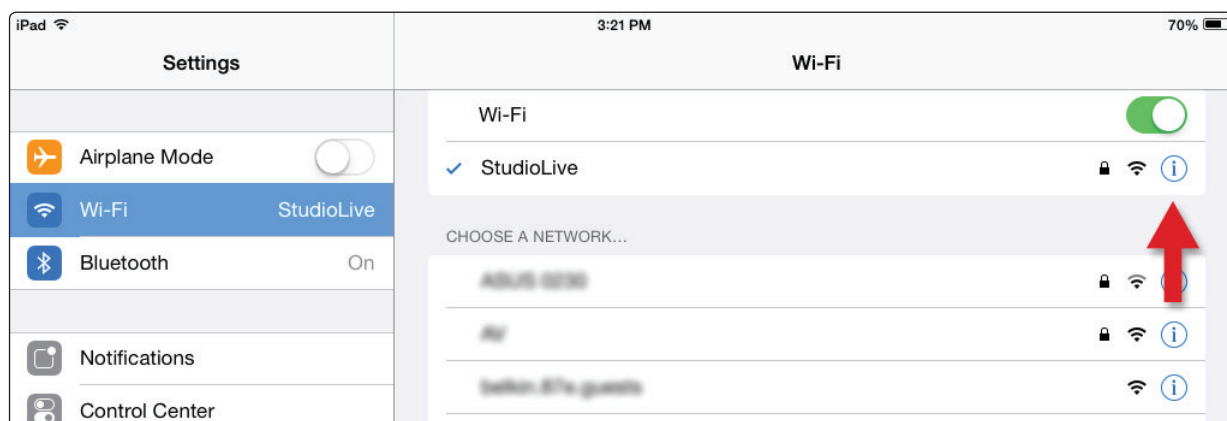 iPad 3:21 PM 70%
Settings
Wi-Fi
Airplane Mode
Wi-Fi StudioLive
Bluetooth On
Notifications
Control Center
Wi-Fi
StudioLive
CHOOSE A NETWORK...